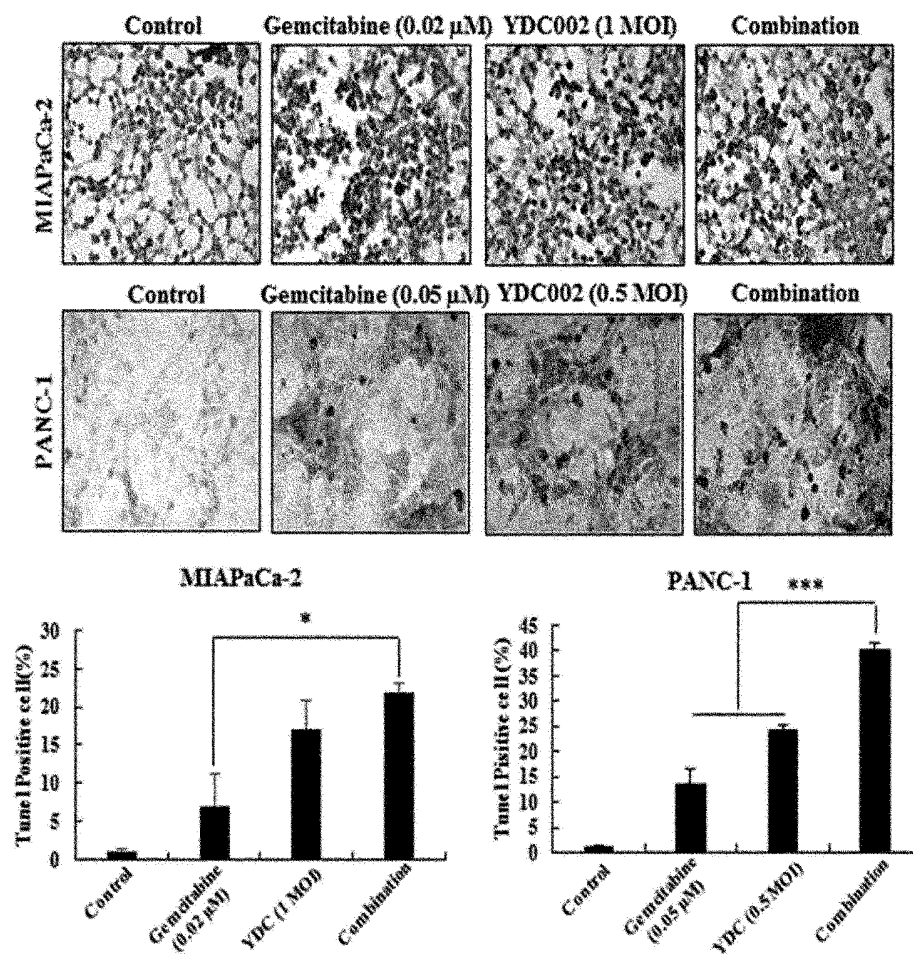 Control Gemcitabine (0.02 µM) YDC002 (1 MOI) Combination
MIAPaCa-2
Control Gemcitabine (0.05 µM) YDC002 (0.5 MOI) Combination
PANC-1
MIAPaCa-2
*
Tunel Positive cell(%)
30
25
20
15
10
5
0
Control
Gemcitabine
(0.02 µM)
YDC (1 MOI)
Combination
PANC-1
***
Tunel Pisitive cell(%)
45
40
35
30
25
20
15
10
5
0
Control
Gemcitabine
(0.05 µM)
YDC (0.5 MOI)
Combination